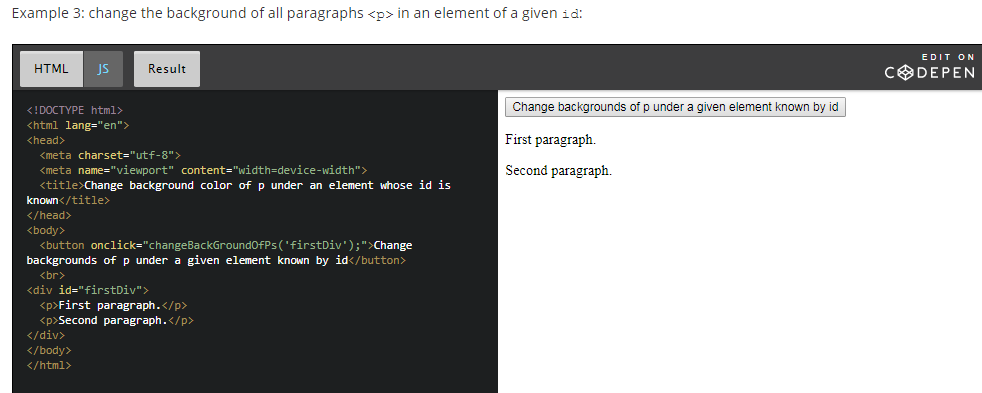 Example 3: change the background of all paragraphs <p> in an element of a given id:
HTML JS Result
EDIT ON
CODEPEN
<!DOCTYPE html>
<html lang="en">
<head>
<meta charset="utf-8">
<meta name="viewport" content="width=device-width">
<title>Change background color of p under an element whose id is
known</title>
</head>
<body>
<button onclick="changeBackGroundOfPs('firstDiv');">Change
backgrounds of p under a given element known by id</button>
<br>
<div id="firstDiv">
<p>First paragraph.</p>
<p>Second paragraph.</p>
</div>
</body>
</html>
Change backgrounds of p under a given element known by id
First paragraph.
Second paragraph.